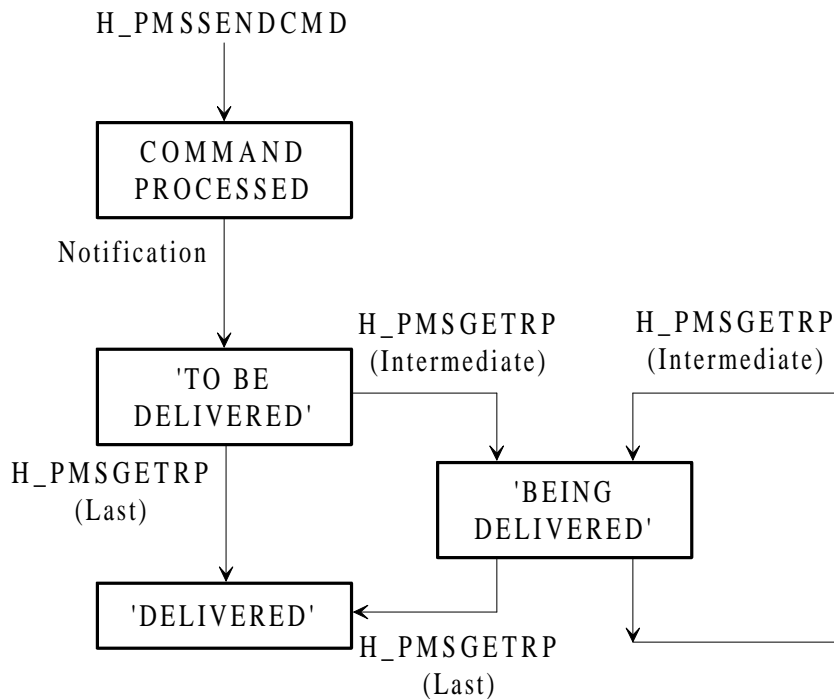 H_PMSSENDCMD
COMMAND
PROCESSED
Notification
H_PMSGETRP
(Intermediate)
H_PMSGETRP
(Intermediate)
'TO BE
DELIVERED'
H_PMSGETRP
(Last)
'BEING
DELIVERED'
'DELIVERED'
H_PMSGETRP
(Last)